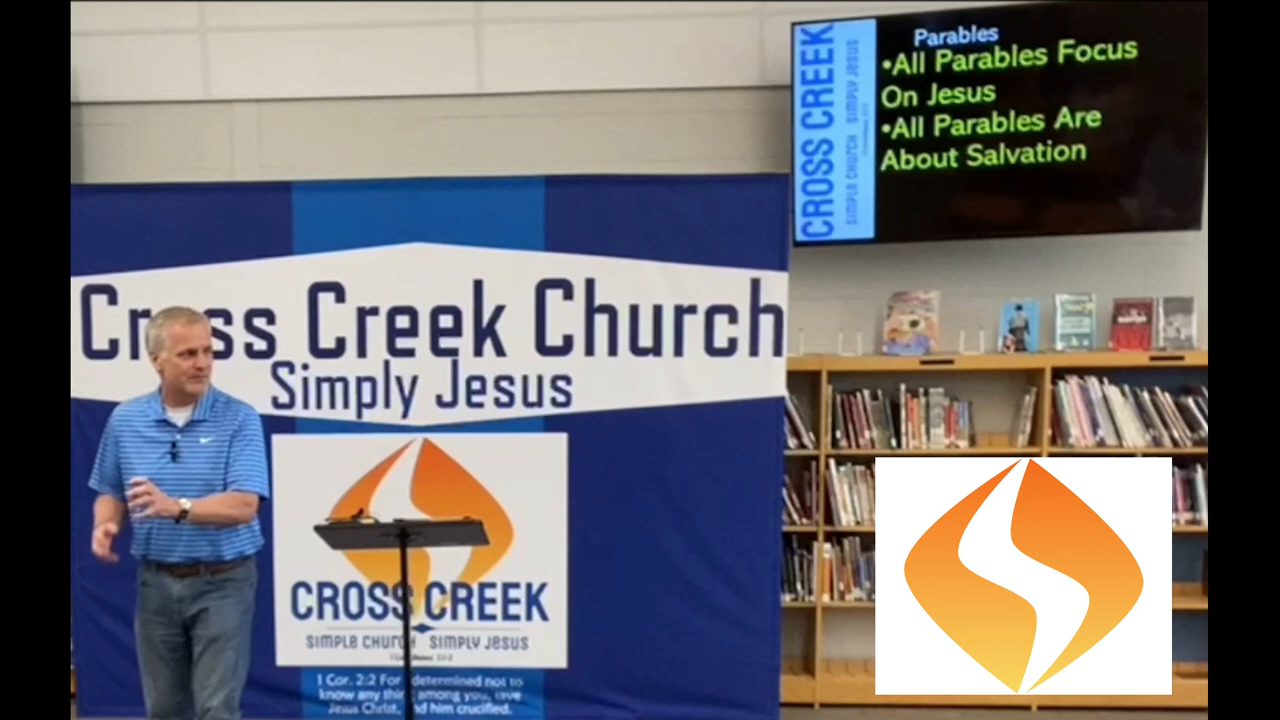 Parables
•All Parables Focus
On Jesus
•All Parables Are
About Salvation
CROSS CREEK
SIMPLE CHURCH SIMPLY JESUS
Cross Creek Church
Simply Jesus
CROSS CREEK
SIMPLE CHURCH SIMPLY JESUS
1 Cor. 2:2 For determined not to
know any thing among you, save
Jesus Christ, and him crucified.